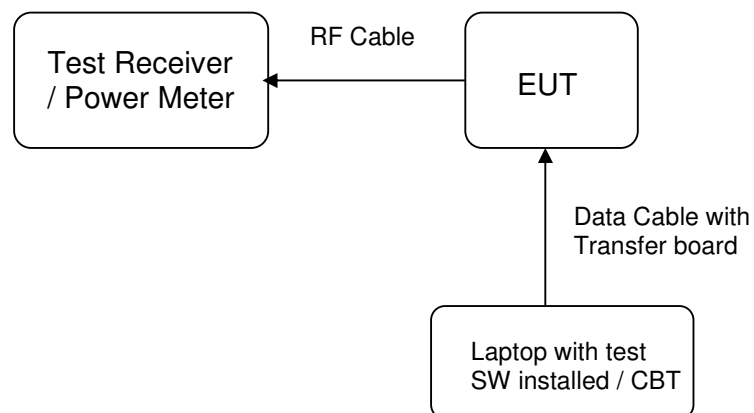 RF Cable
Test Receiver
/ Power Meter
EUT
Data Cable with
Transfer board
Laptop with test
SW installed / CBT